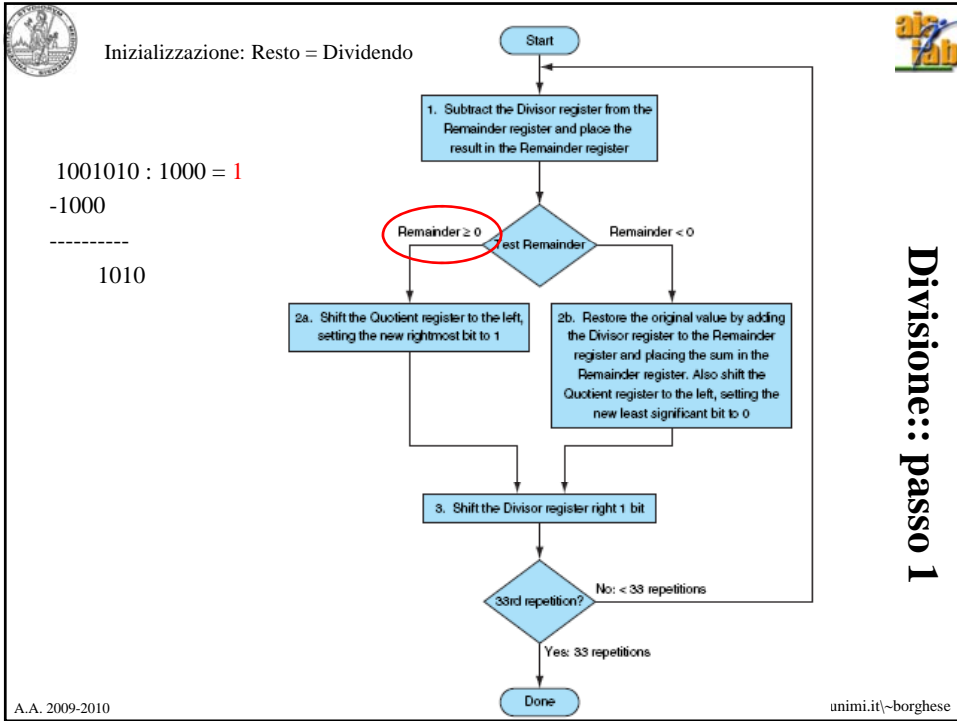 Inizializzazione: Resto = Dividendo
1001010 : 1000 = 1
-1000
----------
1010
Start
1. Subtract the Divisor register from the
Remainder register and place the
result in the Remainder register
Remainder ≥ 0
Test Remainder
Remainder < 0
2a. Shift the Quotient register to the left,
setting the new rightmost bit to 1
2b. Restore the original value by adding
the Divisor register to the Remainder
register and placing the sum in the
Remainder register. Also shift the
Quotient register to the left, setting the
new least significant bit to 0
3. Shift the Divisor register right 1 bit
33rd repetition?
No: < 33 repetitions
Yes: 33 repetitions
Done
Divisione:: passo 1
A.A. 2009-2010
unimi.it\~borghese